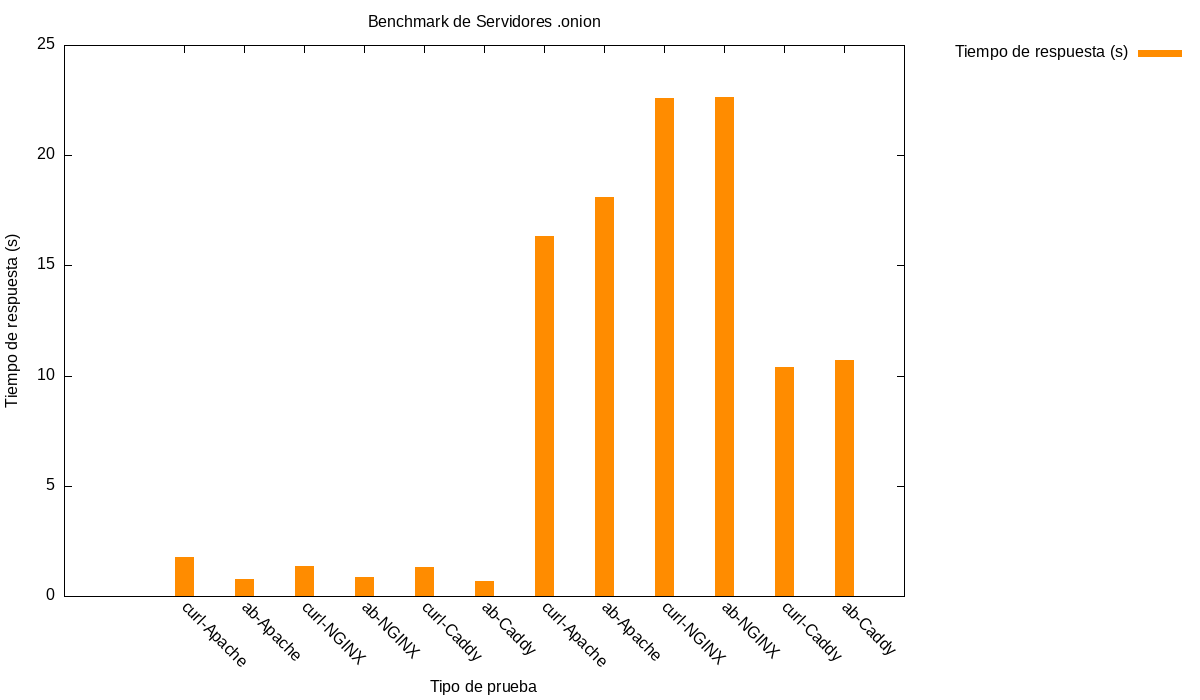 Benchmark de Servidores .onion
Tiempo de respuesta (s)
Tiempo de respuesta (s)
25
20
15
10
5
0
curl-Apache
ab-Apache
curl-NGINX
ab-NGINX
curl-Caddy
ab-Caddy
curl-Apache
ab-Apache
curl-NGINX
ab-NGINX
curl-Caddy
ab-Caddy
Tipo de prueba